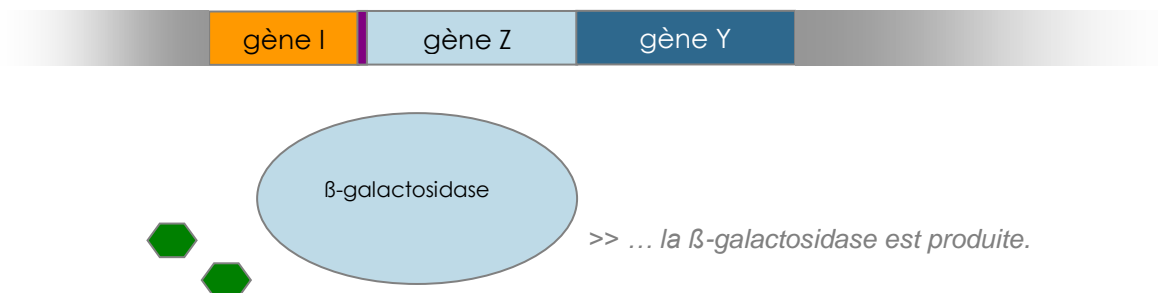 gène I gène Z gène Y
ß-galactosidase
>> … la ß-galactosidase est produite.